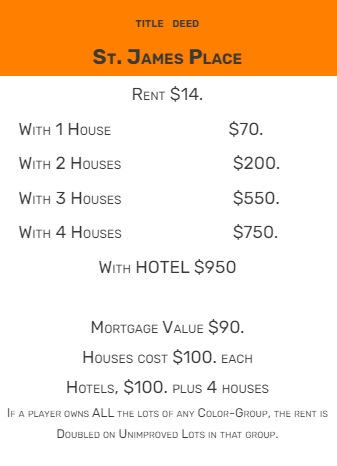 TITLE DEED
ST. JAMES PLACE
RENT $14.
WITH 1 HOUSE $70.
WITH 2 HOUSES $200.
WITH 3 HOUSES $550.
WITH 4 HOUSES $750.
WITH HOTEL $950
MORTGAGE VALUE $90.
HOUSES COST $100. EACH
HOTELS, $100. PLUS 4 HOUSES
IF A PLAYER OWNS ALL THE LOTS OF ANY COLOR-GROUP, THE RENT IS
DOUBLED ON UNIMPROVED LOTS IN THAT GROUP.